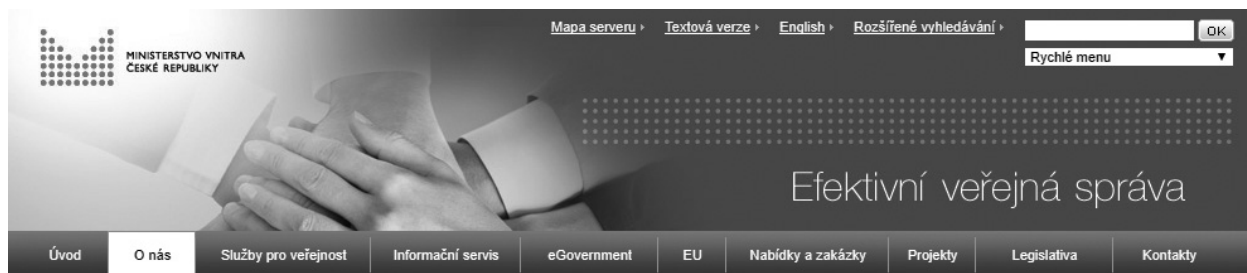 Mapa serveru Textová verze English Rozšířené vyhledávání OK
MINISTERSTVO VNITRA
ČESKÉ REPUBLIKY
Rychlé menu
Efektivní veřejná správa
Úvod O nás Služby pro veřejnost Informační servis eGovernment EU Nabídky a zakázky Projekty Legislativa Kontakty